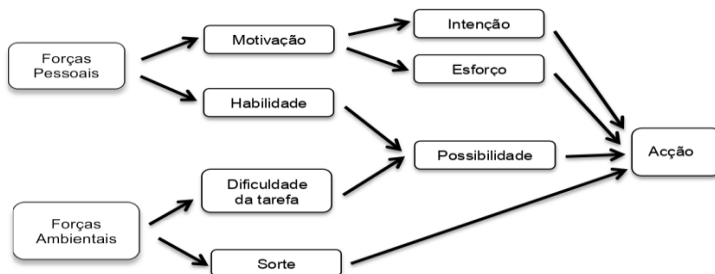 Forças
Pessoais
Motivação
Intenção
Esforço
Habilidade
Possibilidade
Acção
Dificuldade
da tarefa
Forças
Ambientais
Sorte